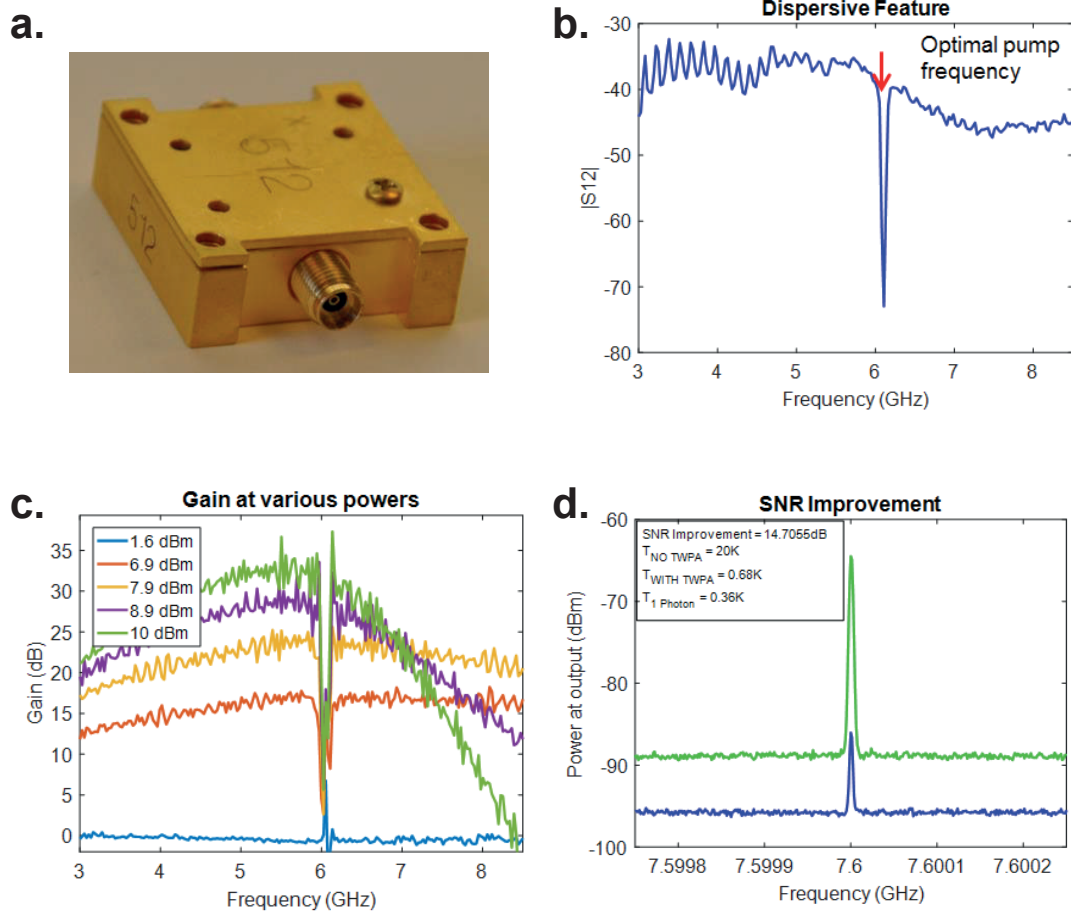 a.
x
512
512
b.
Dispersive Feature
Optimal pump
frequency
|S12|
-30
-40
-50
-60
-70
-80
3
4
5
6
7
8
Frequency (GHz)
c.
Gain at various powers
1.6 dBm
6.9 dBm
7.9 dBm
8.9 dBm
10 dBm
Gain (dB)
35
30
25
20
15
10
5
0
3
4
5
6
7
8
Frequency (GHz)
d.
SNR Improvement
SNR Improvement = 14.7055dB
T NO TWPA = 20K
T WITH TWPA = 0.68K
T 1 Photon = 0.36K
Power at output (dBm)
-60
-70
-80
-90
-100
7.5998
7.5999
7.6
7.6001
7.6002
Frequency (GHz)